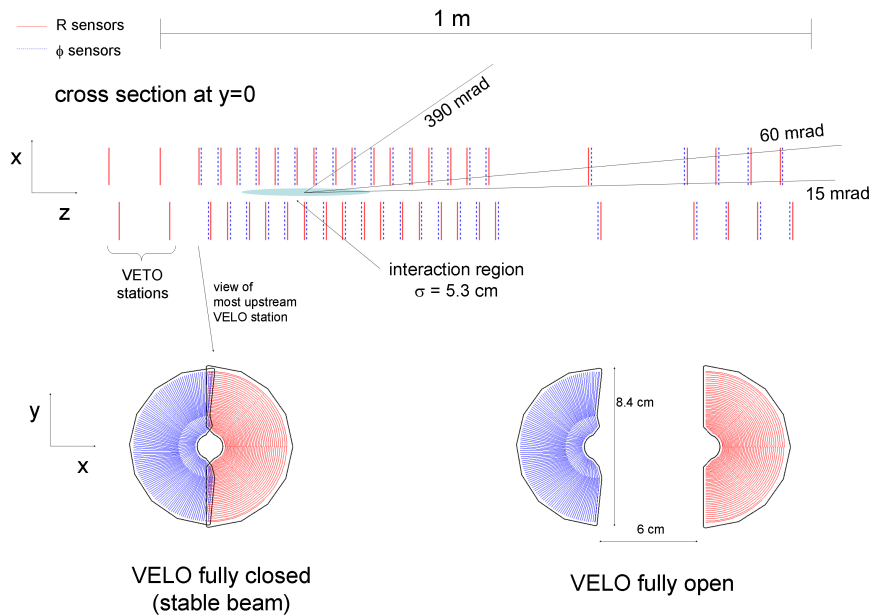 R sensors
ϕ sensors
1 m
cross section at y=0
390 mrad
60 mrad
15 mrad
x
z
VETO
stations
view of
most upstream
VELO station
interaction region
σ = 5.3 cm
y
x
8.4 cm
6 cm
VELO fully closed
(stable beam)
VELO fully open